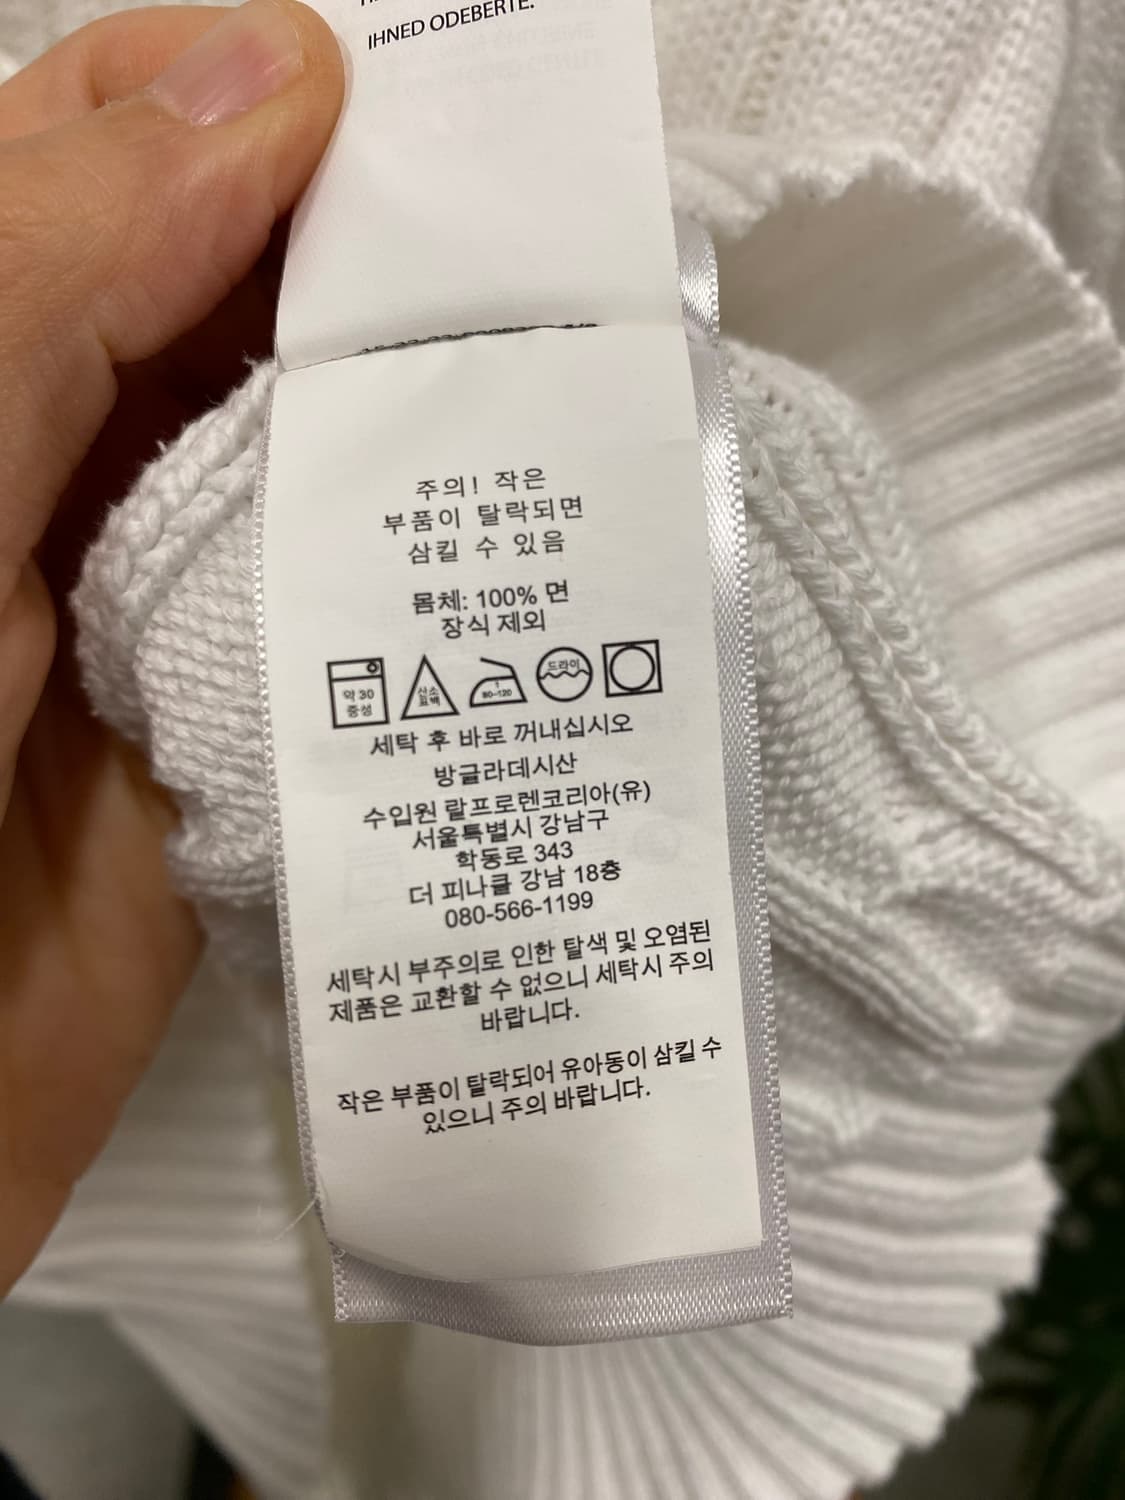 IHNED ODEBERTE.
주의! 작은
부품이 탈락되면
삼킬 수 있음
몸체: 100% 면
장식 제외
약 30
중성
산소
표백
1
80-120
드라이
세탁 후 바로 꺼내십시오
방글라데시산
수입원 랄프로렌코리아(유)
서울특별시 강남구
학동로 343
더 피나클 강남 18층
080-566-1199
세탁시 부주의로 인한 탈색 및 오염된
제품은 교환할 수 없으니 세탁시 주의
바랍니다.
작은 부품이 탈락되어 유아동이 삼킬 수
있으니 주의 바랍니다.